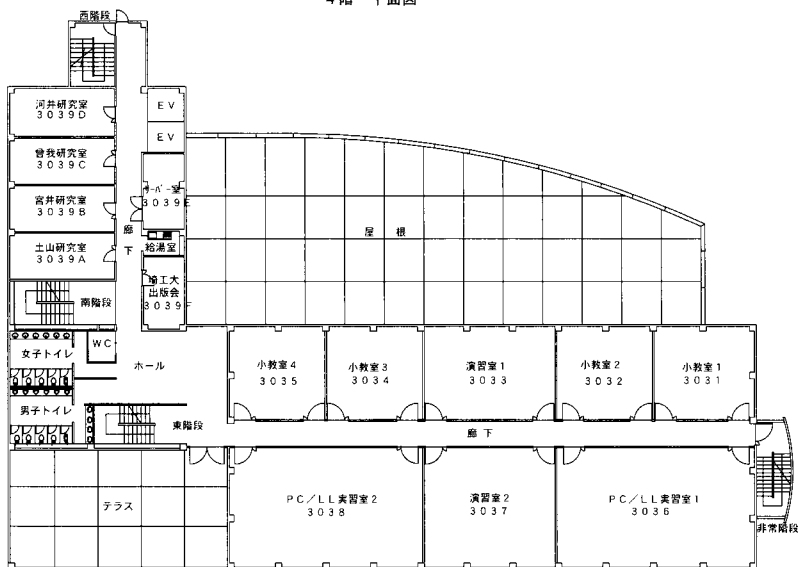 4階 平面図
西階段
河井研究室
3039D
EV
曽我研究室
3039C
EV
宮井研究室
3039B
サーバー室
3039E
土山研究室
3039A
廊下
給湯室
屋根
埼工大
出版会
3039F
南階段
WC
女子トイレ
ホール
小教室4
3035
小教室3
3034
演習室1
3033
小教室2
3032
小教室1
3031
男子トイレ
東階段
廊下
テラス
PC/LL実習室2
3038
演習室2
3037
PC/LL実習室1
3036
非常階段